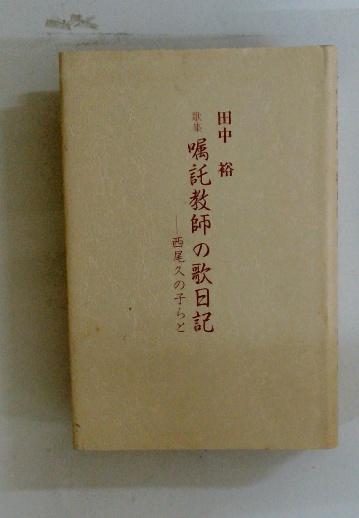 田中 裕
歌集 嘱託教師の歌日記
―西尾久の子らと